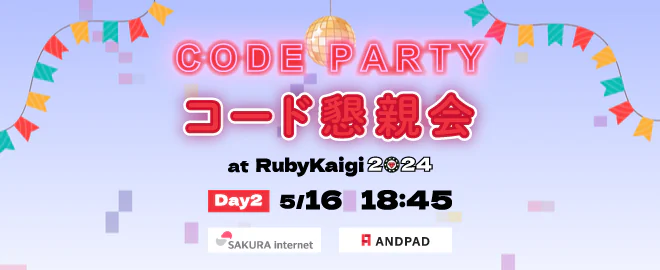 CODE PARTY
コード懇親会
at RubyKaigi 2024
Day2 5/16 18:45
SAKURA internet ANDPAD